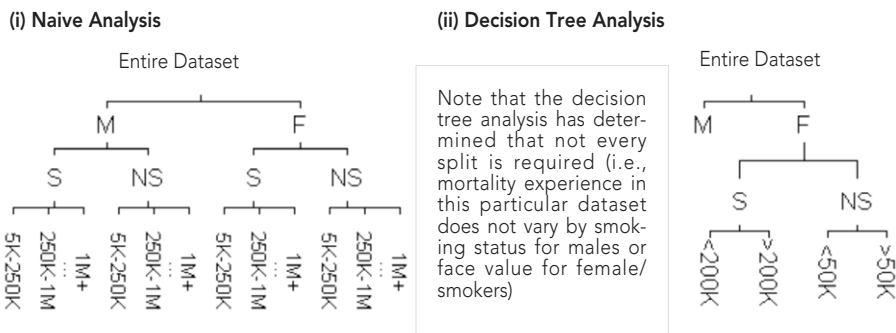 (i) Naive Analysis
Entire Dataset
M F
S NS S NS
5K-250K 250K-1M ... 1M+ 5K-250K 250K-1M ... 1M+ 5K-250K 250K-1M ... 1M+ 5K-250K 250K-1M ... 1M+
(ii) Decision Tree Analysis
Note that the decision
tree analysis has deter-
mined that not every
split is required (i.e.,
mortality experience in
this particular dataset
does not vary by smok-
ing status for males or
face value for female/
smokers)
Entire Dataset
M F
S NS
<200K >200K <50K >50K